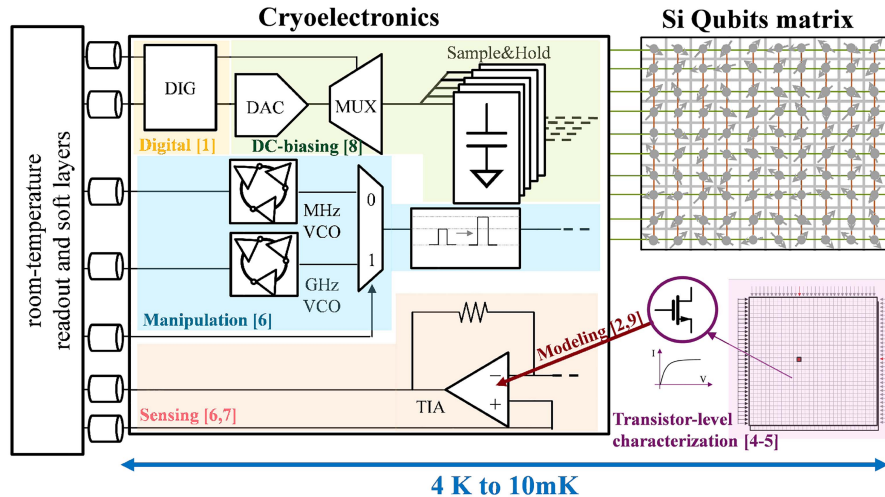 Cryoelectronics
Si Qubits matrix
room-temperature
readout and soft layers
DIG
DAC
MUX
Sample&Hold
Digital [1]
DC-biasing [8]
MHz
VCO
0
GHz
VCO
1
Manipulation [6]
Modeling [2,9]
I
V
TIA
−
+
Sensing [6,7]
Transistor-level
characterization [4-5]
4 K to 10mK